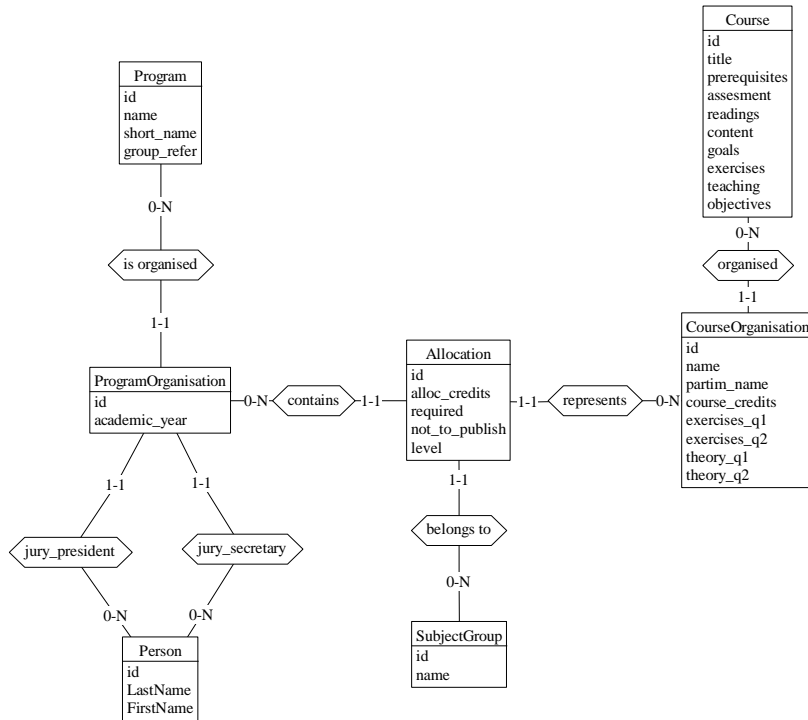 Course
id
title
prerequisites
assesment
readings
content
goals
exercises
teaching
objectives
Program
id
name
short_name
group_refer
0-N
is organised
1-1
0-N
organised
1-1
ProgramOrganisation
id
academic_year
0-N
contains
1-1
Allocation
id
alloc_credits
required
not_to_publish
level
1-1
represents
0-N
CourseOrganisation
id
name
partim_name
course_credits
exercises_q1
exercises_q2
theory_q1
theory_q2
1-1
1-1
jury_president
jury_secretary
0-N
0-N
Person
id
LastName
FirstName
1-1
belongs to
0-N
SubjectGroup
id
name